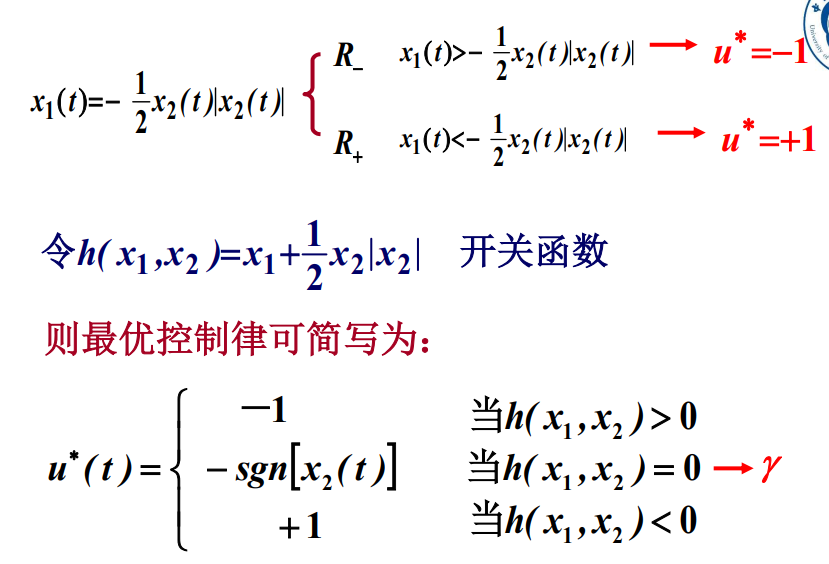 R₋ x₁(t)>−½x₂(t)|x₂(t)| → u*=−1
x₁(t)=−½x₂(t)|x₂(t)|
R₊ x₁(t)<−½x₂(t)|x₂(t)| → u*=+1
令h(x₁,x₂)=x₁+½x₂|x₂| 开关函数
则最优控制律可简写为：
−1 当h(x₁,x₂)>0
u*(t)={ −sgn[x₂(t)] 当h(x₁,x₂)=0 → γ
+1 当h(x₁,x₂)<0